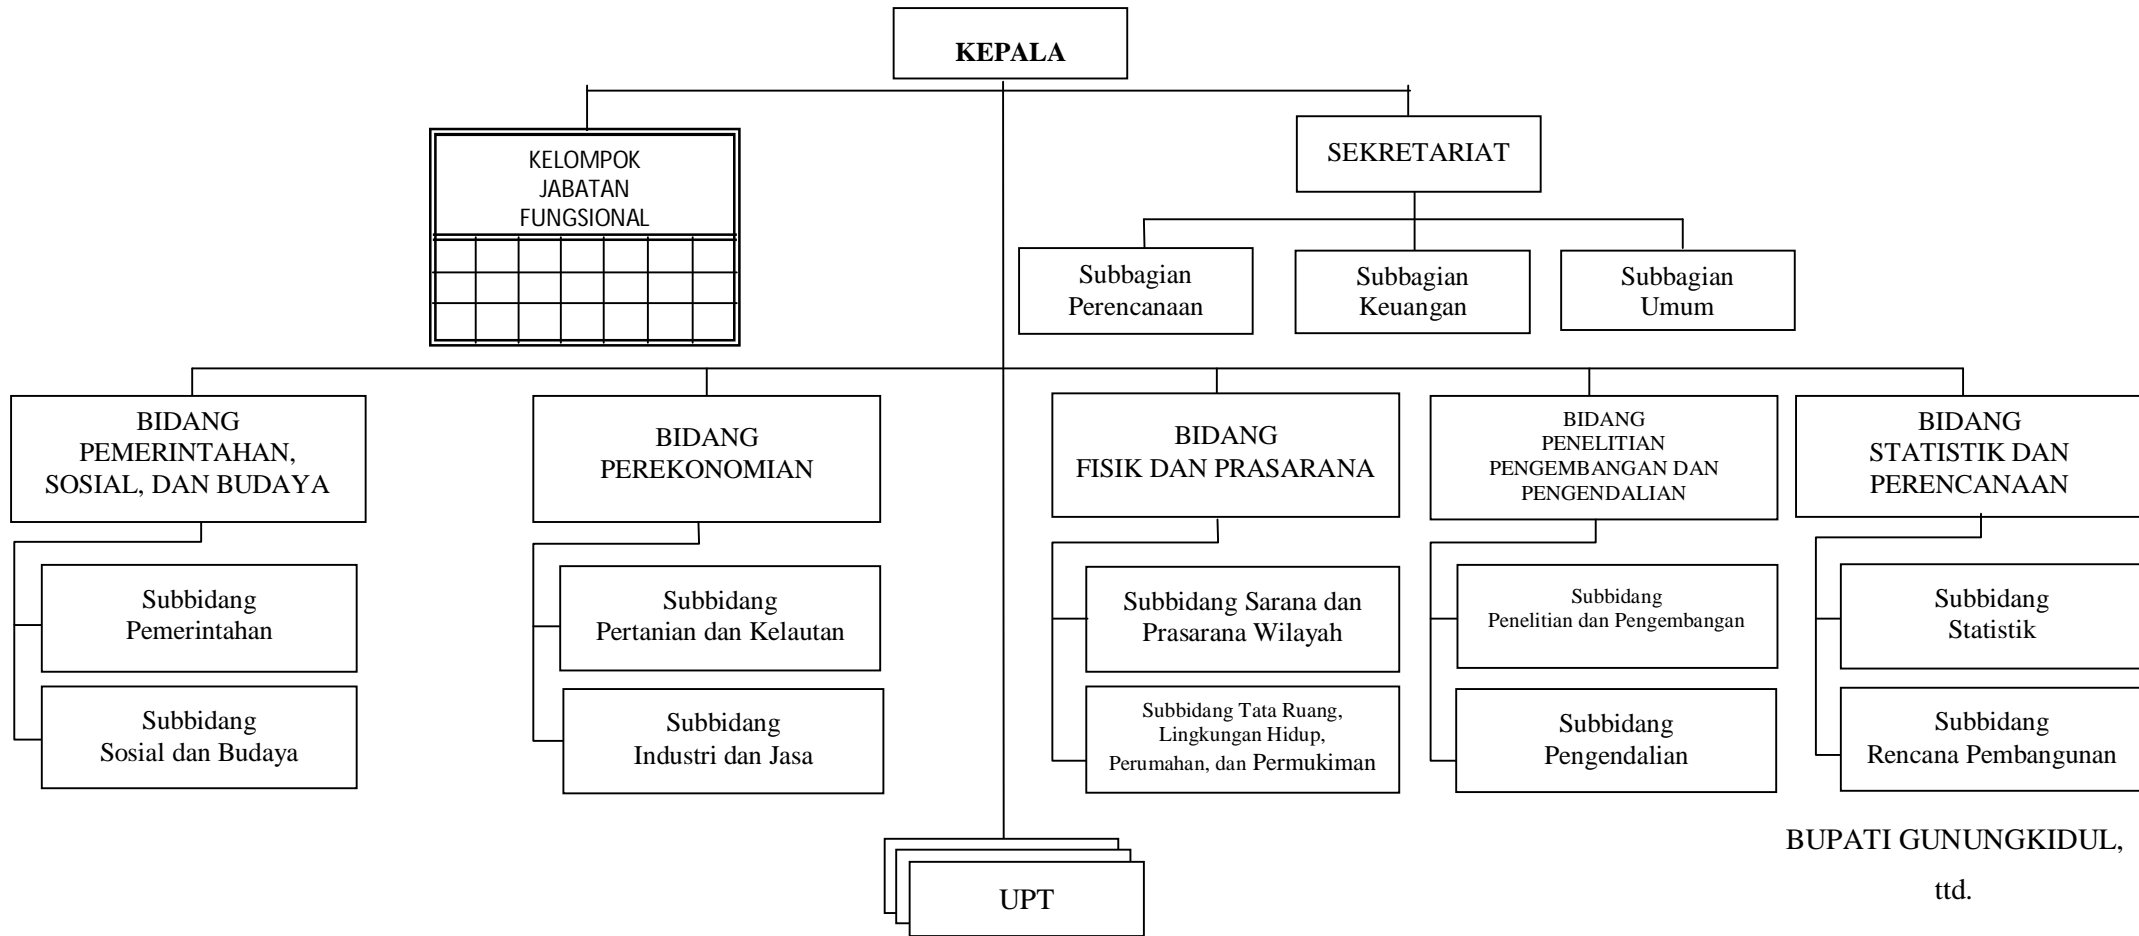 KEPALA
KELOMPOK
JABATAN
FUNGSIONAL
SEKRETARIAT
Subbagian
Perencanaan
Subbagian
Keuangan
Subbagian
Umum
BIDANG
PEMERINTAHAN,
SOSIAL, DAN BUDAYA
BIDANG
PEREKONOMIAN
BIDANG
FISIK DAN PRASARANA
BIDANG
PENELITIAN
PENGEMBANGAN DAN
PENGENDALIAN
BIDANG
STATISTIK DAN
PERENCANAAN
Subbidang
Pemerintahan
Subbidang
Pertanian dan Kelautan
Subbidang Sarana dan
Prasarana Wilayah
Subbidang
Penelitian dan Pengembangan
Subbidang
Statistik
Subbidang
Sosial dan Budaya
Subbidang
Industri dan Jasa
Subbidang Tata Ruang,
Lingkungan Hidup,
Perumahan, dan Permukiman
Subbidang
Pengendalian
Subbidang
Rencana Pembangunan
UPT
BUPATI GUNUNGKIDUL,
ttd.